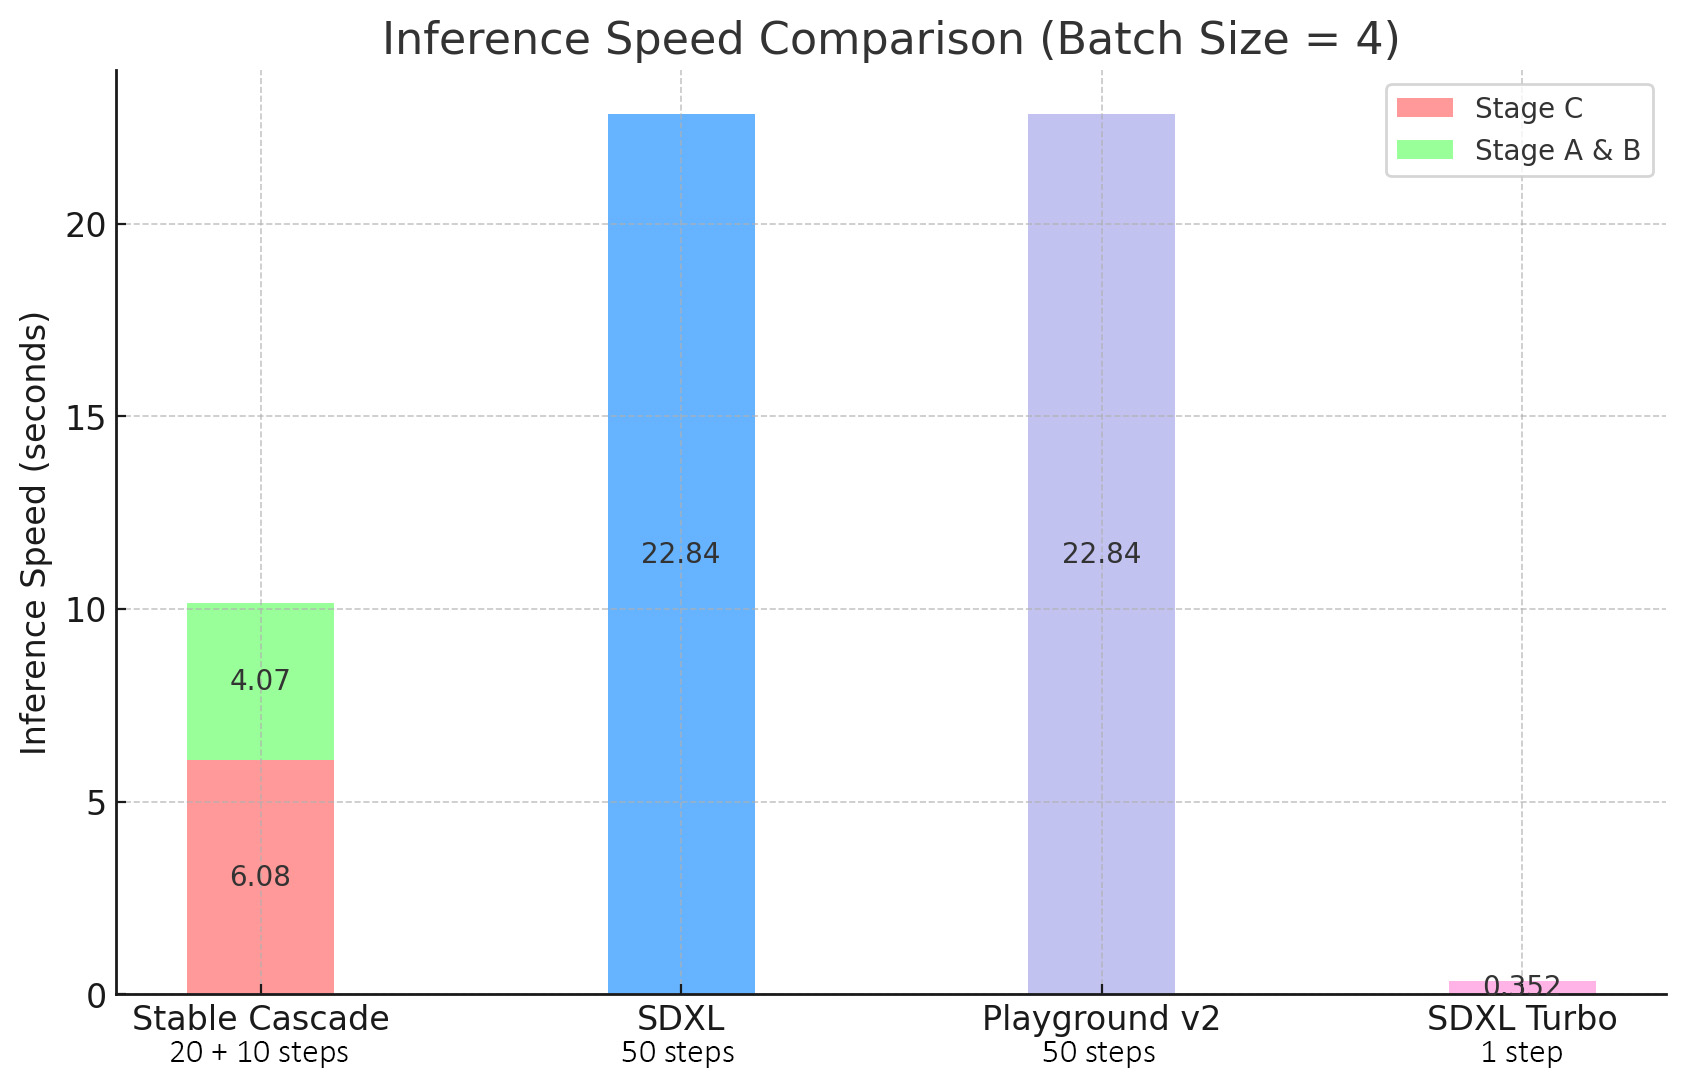 Inference Speed Comparison (Batch Size = 4)
Stage C
Stage A & B
Inference Speed (seconds)
20
15
10
5
0
4.07
6.08
22.84
22.84
0.352
Stable Cascade
20 + 10 steps
SDXL
50 steps
Playground v2
50 steps
SDXL Turbo
1 step